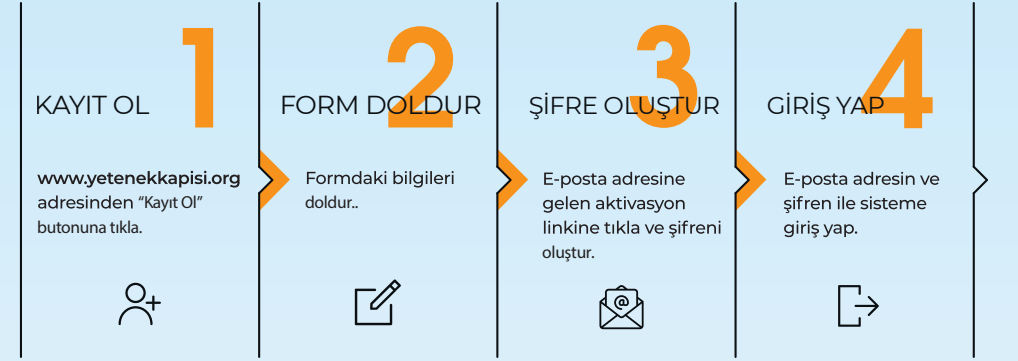 1
KAYIT OL
www.yetenekkapisi.org
adresinden “Kayıt Ol”
butonuna tıkla.
2
FORM DOLDUR
Formdaki bilgileri
doldur..
3
ŞİFRE OLUŞTUR
E-posta adresine
gelen aktivasyon
linkine tıkla ve şifreni
oluştur.
@
4
GİRİŞ YAP
E-posta adresin ve
şifren ile sisteme
giriş yap.